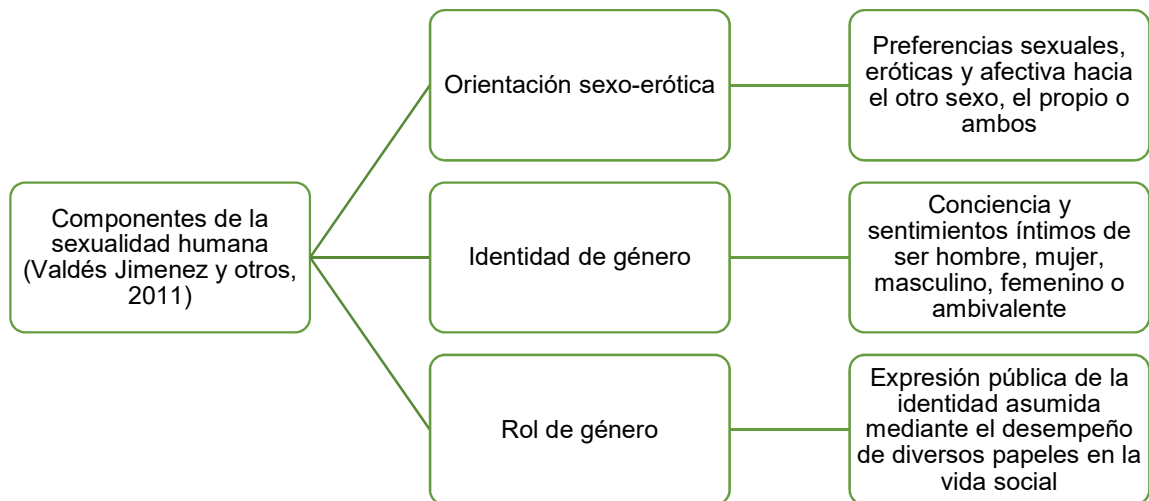 Componentes de la
sexualidad humana
(Valdés Jimenez y otros,
2011)
Orientación sexo-erótica
Preferencias sexuales,
eróticas y afectiva hacia
el otro sexo, el propio o
ambos
Identidad de género
Conciencia y
sentimientos íntimos de
ser hombre, mujer,
masculino, femenino o
ambivalente
Rol de género
Expresión pública de la
identidad asumida
mediante el desempeño
de diversos papeles en la
vida social